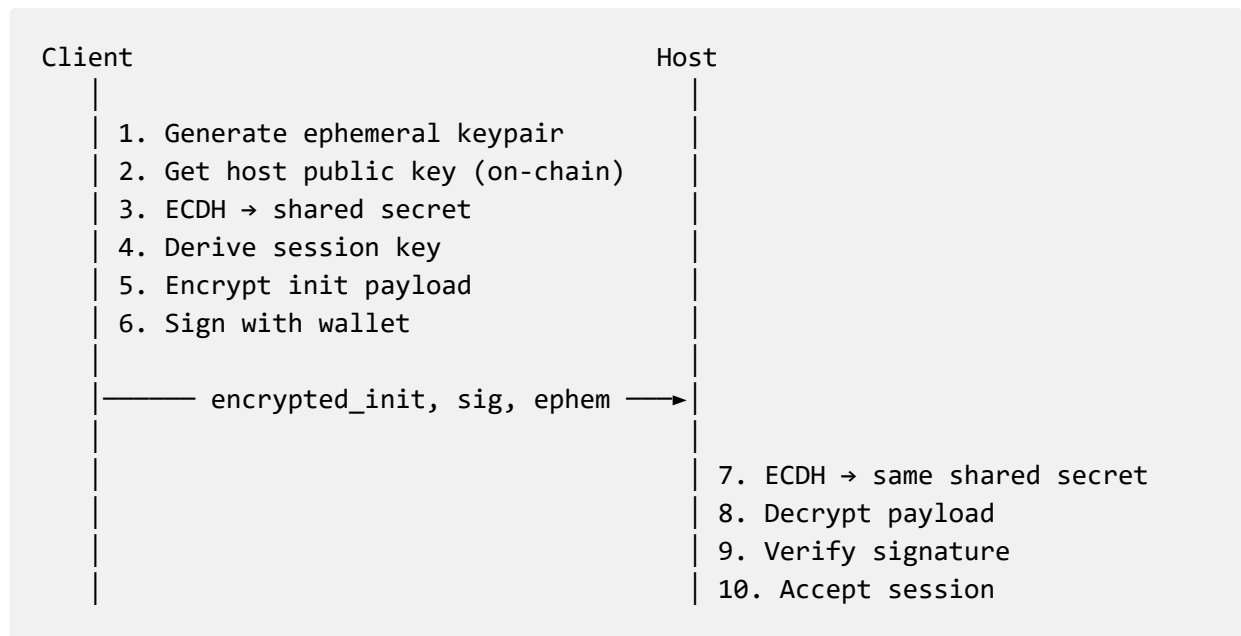 Client Host
1. Generate ephemeral keypair
2. Get host public key (on-chain)
3. ECDH → shared secret
4. Derive session key
5. Encrypt init payload
6. Sign with wallet
encrypted_init, sig, ephem
7. ECDH → same shared secret
8. Decrypt payload
9. Verify signature
10. Accept session